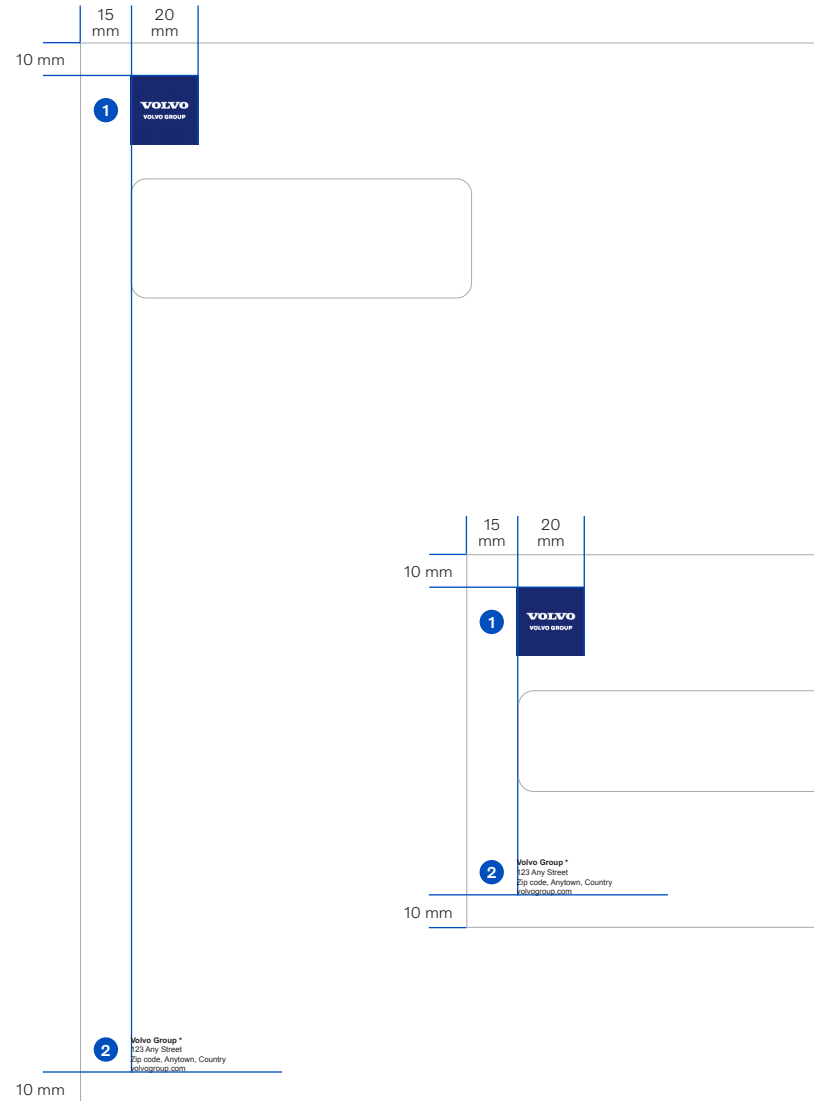 15
mm
20
mm
10 mm
1
VOLVO
VOLVO GROUP
15
mm
20
mm
10 mm
1
VOLVO
VOLVO GROUP
2
Volvo Group *
123 Any Street
Zip code, Anytown, Country
volvogroup.com
10 mm
2
Volvo Group *
123 Any Street
Zip code, Anytown, Country
volvogroup.com
10 mm